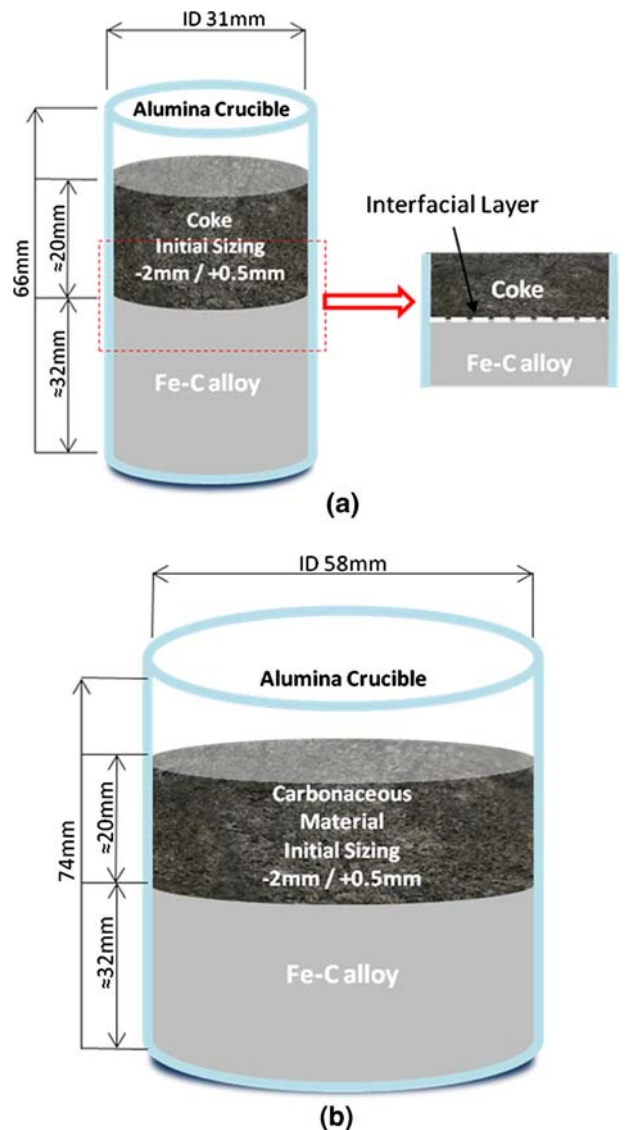 ID 31mm
Alumina Crucible
66mm
≈20mm
Coke
Initial Sizing
-2mm / +0.5mm
≈32mm
Fe-C alloy
Interfacial Layer
Coke
Fe-C alloy
(a)
ID 58mm
Alumina Crucible
74mm
≈20mm
Carbonaceous
Material
Initial Sizing
-2mm / +0.5mm
≈32mm
Fe-C alloy
(b)